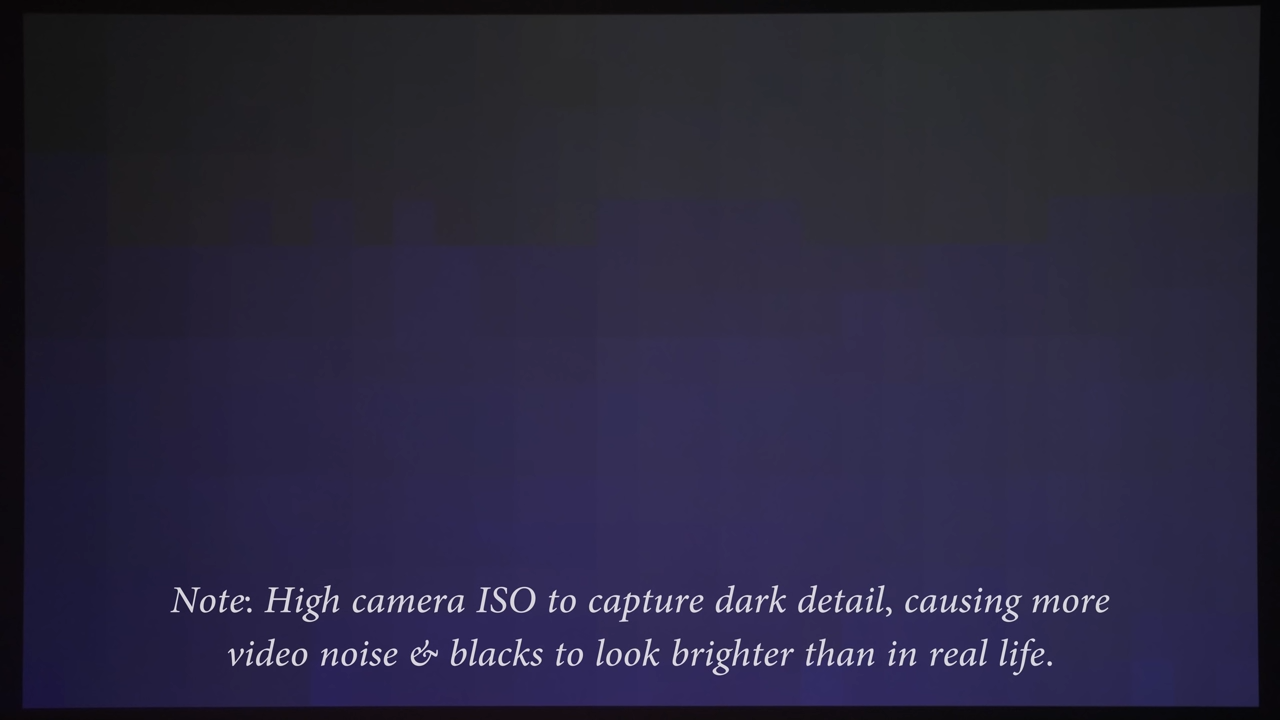 Note: High camera ISO to capture dark detail, causing more
video noise & blacks to look brighter than in real life.